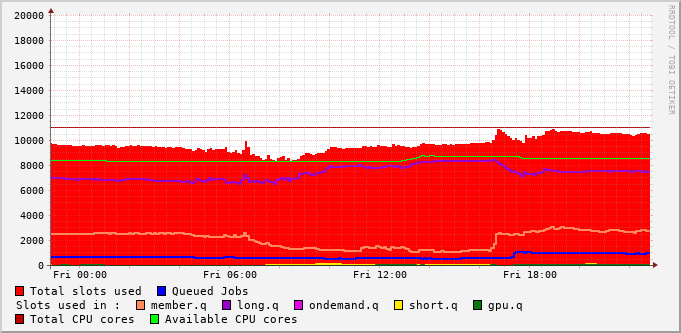 20000
18000
16000
14000
12000
10000
8000
6000
4000
2000
0
Fri 00:00 Fri 06:00 Fri 12:00 Fri 18:00
Total slots used Queued Jobs
Slots used in : member.q long.q ondemand.q short.q gpu.q
Total CPU cores Available CPU cores
RRDTOOL / TOBI OETIKER